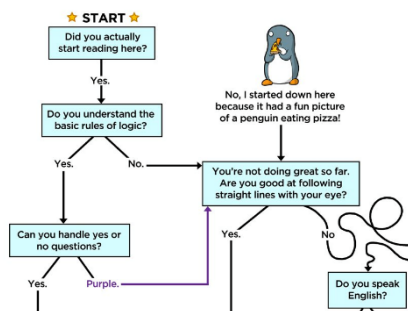 START
Did you actually
start reading here?
Yes.
No, I started down here
because it had a fun picture
of a penguin eating pizza!
Do you understand the
basic rules of logic?
Yes.
No.
You're not doing great so far.
Are you good at following
straight lines with your eye?
Can you handle yes or
no questions?
Yes.
No
Yes.
Purple.
Do you speak
English?